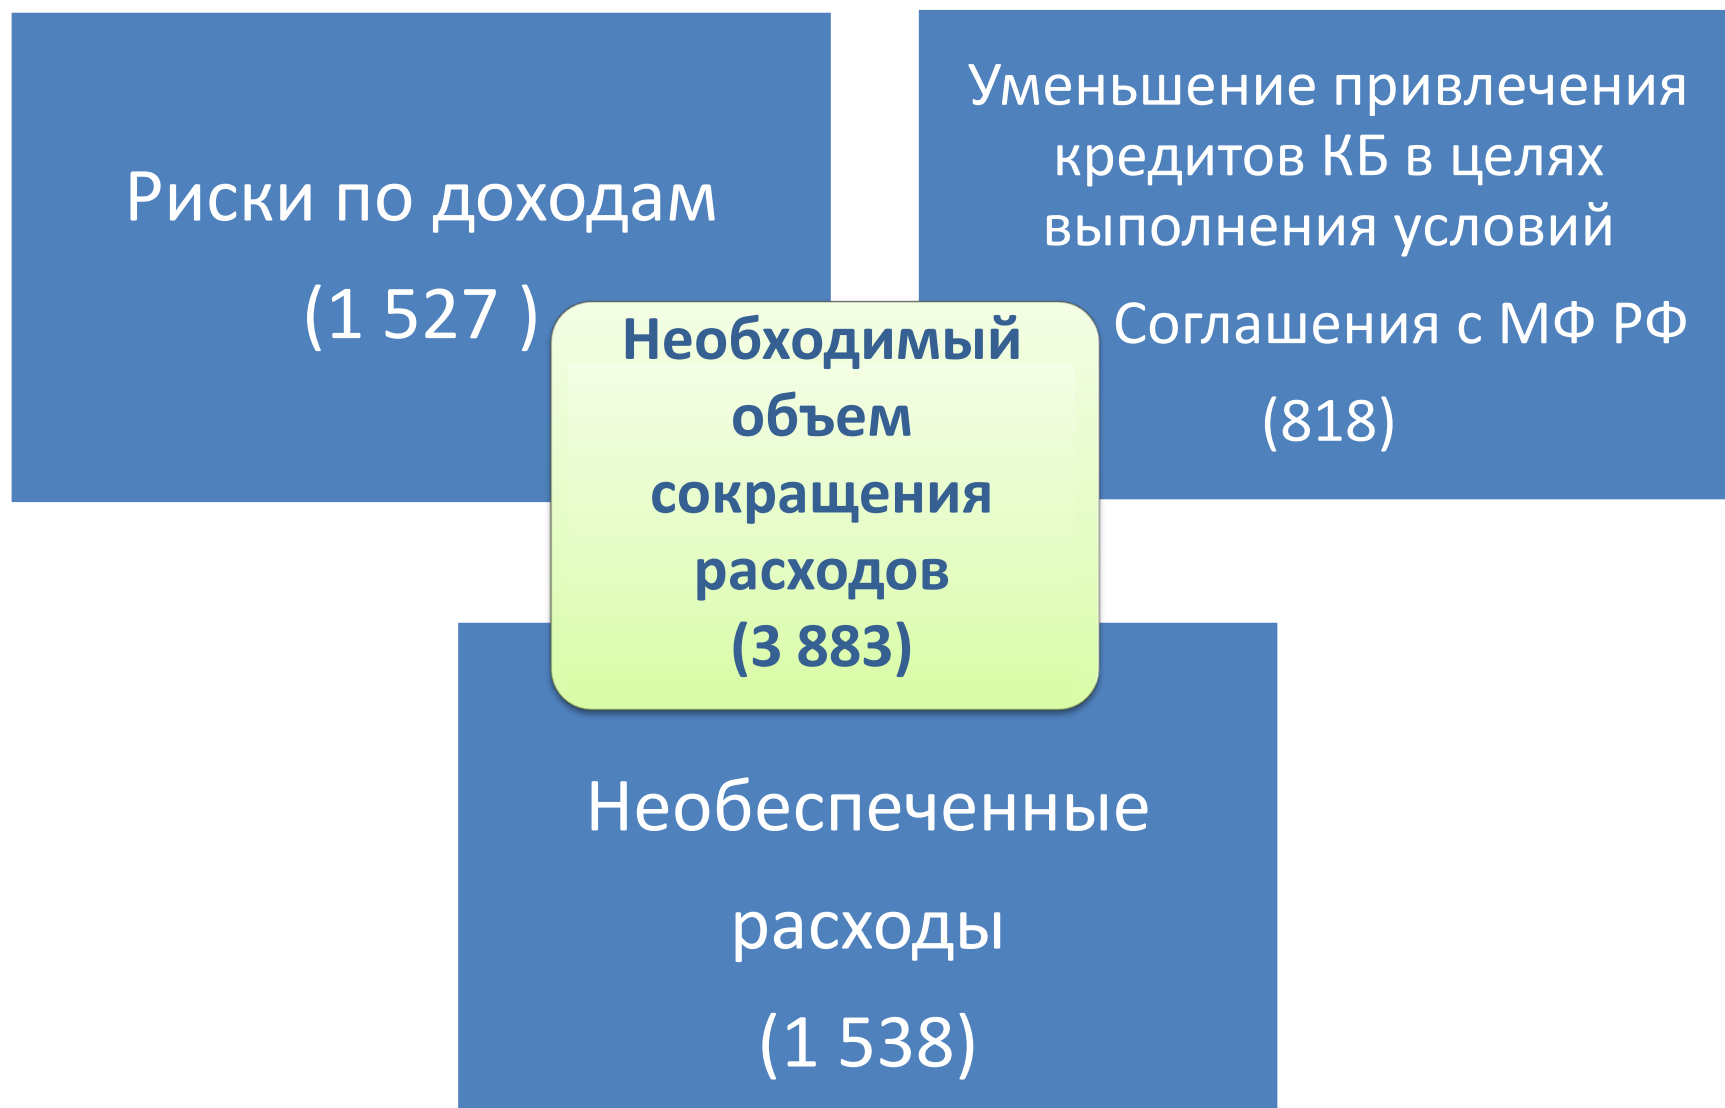 Риски по доходам
(1 527 )
Уменьшение привлечения
кредитов КБ в целях
выполнения условий
Соглашения с МФ РФ
(818)
Необходимый
объем
сокращения
расходов
(3 883)
Необеспеченные
расходы
(1 538)